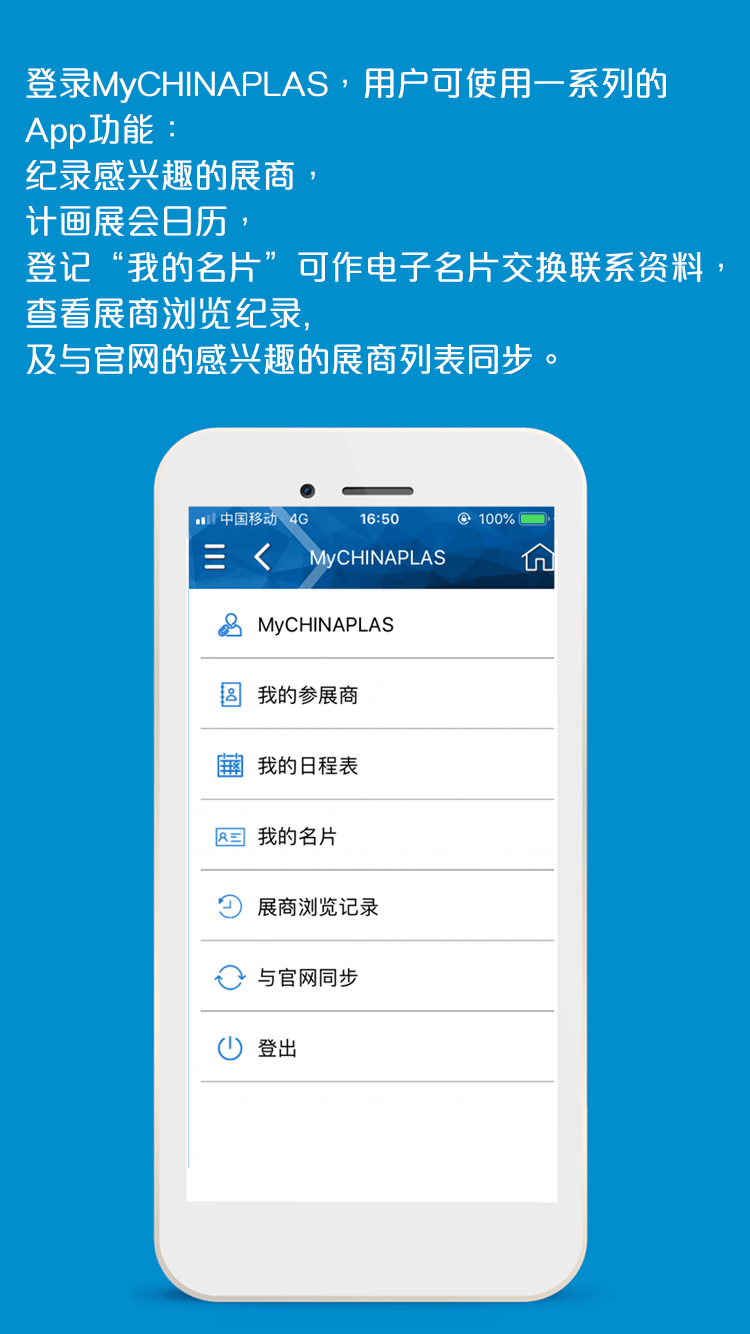 登录MyCHINAPLAS，用户可使用一系列的
App功能：
纪录感兴趣的展商，
计画展会日历，
登记“我的名片”可作电子名片交换联系资料，
查看展商浏览纪录,
及与官网的感兴趣的展商列表同步。
中国移动 4G 16:50 100%
MyCHINAPLAS
MyCHINAPLAS
我的参展商
我的日程表
我的名片
展商浏览记录
与官网同步
登出